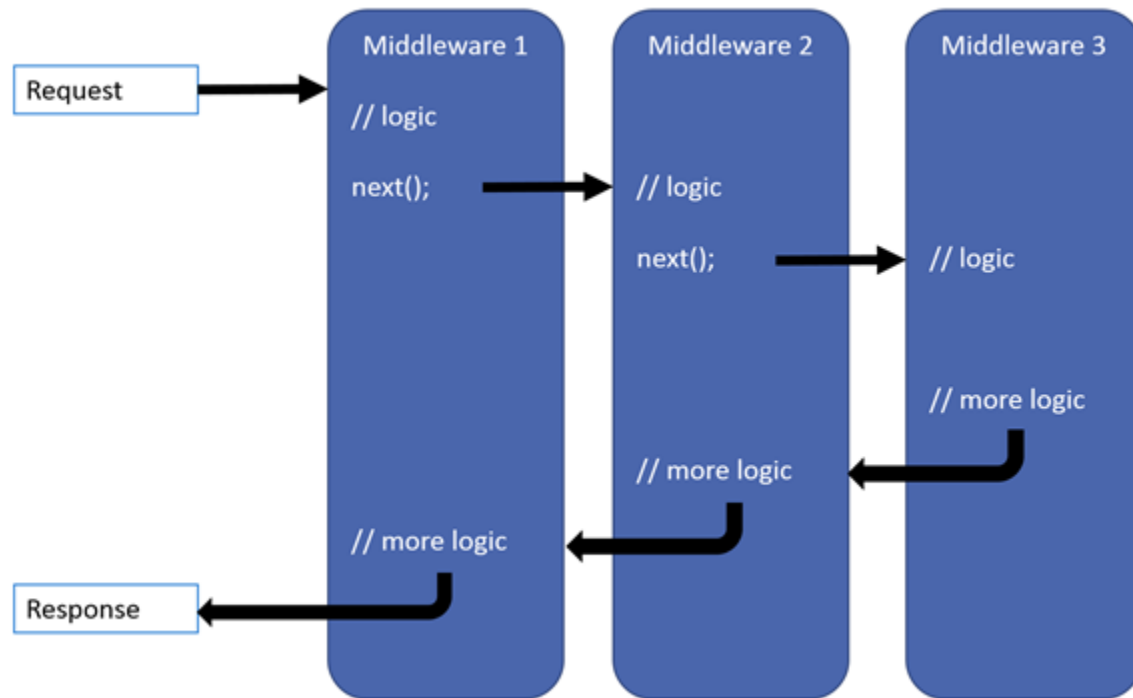 Middleware 1
Middleware 2
Middleware 3
Request
// logic
next();
// logic
next();
// logic
// more logic
// more logic
// more logic
Response